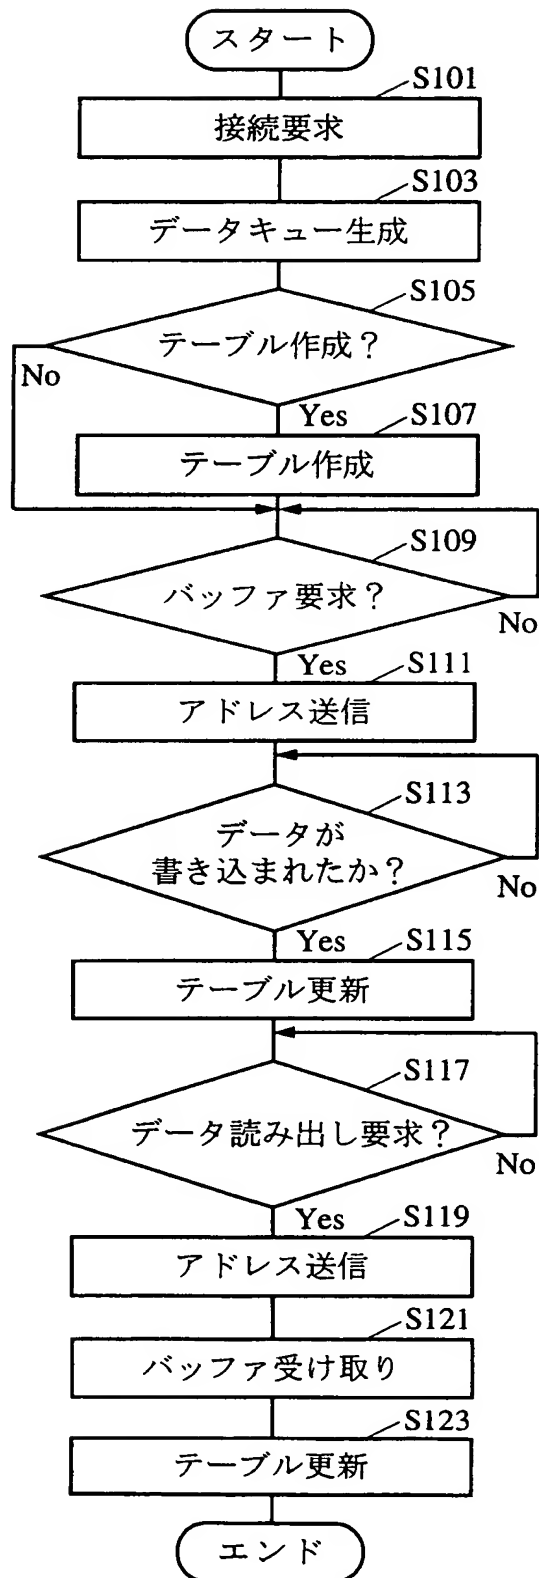 スタート
S101
接続要求
S103
データキュー生成
S105
テーブル作成？
No
Yes
S107
テーブル作成
S109
バッファ要求？
No
Yes
S111
アドレス送信
S113
データが
書き込まれたか？
No
Yes
S115
テーブル更新
S117
データ読み出し要求？
No
Yes
S119
アドレス送信
S121
バッファ受け取り
S123
テーブル更新
エンド